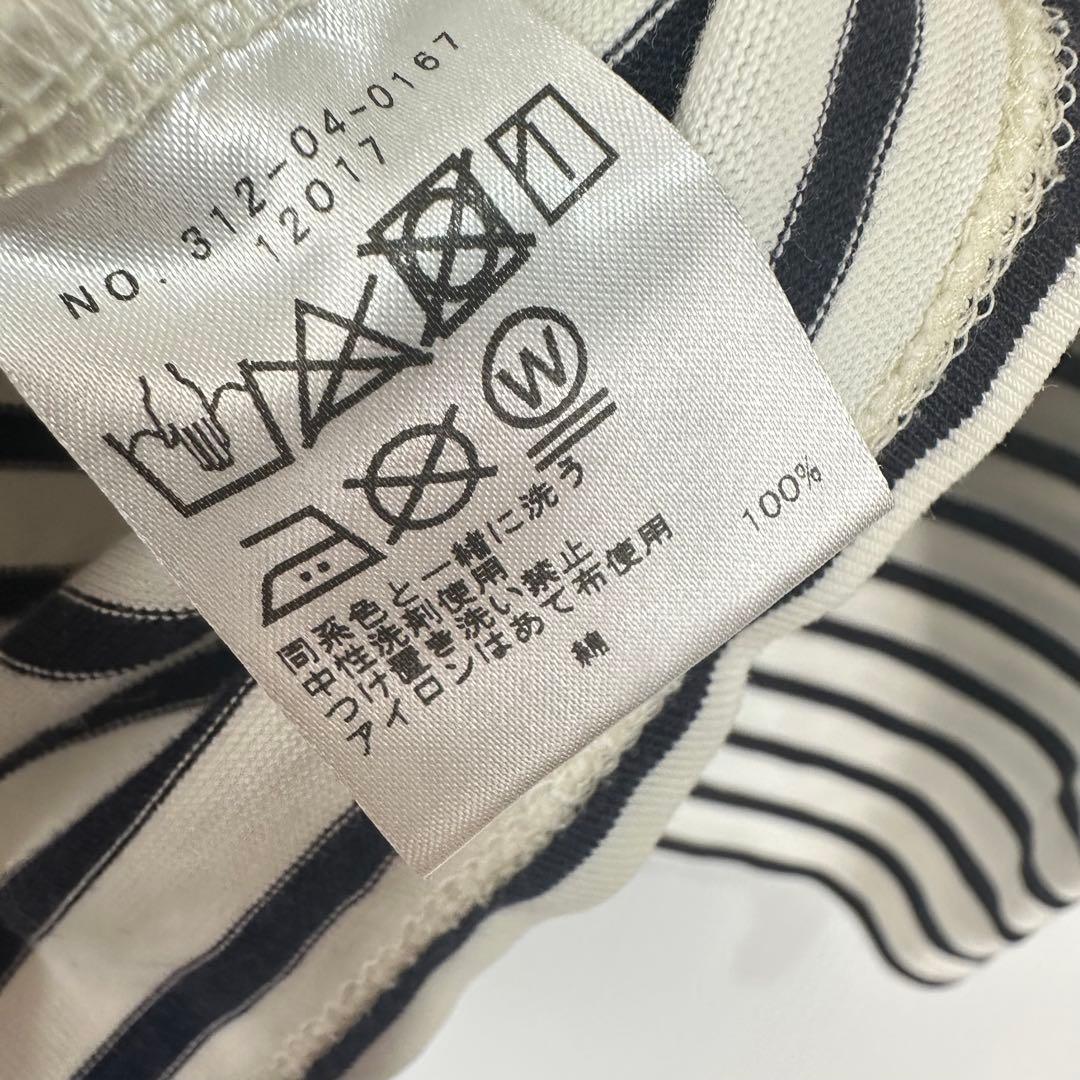 NO. 312-04-0167
12017
W
同系色と一緒に洗う
中性洗剤使用
つけ置き洗い禁止
アイロンはあて布使用
綿 100%